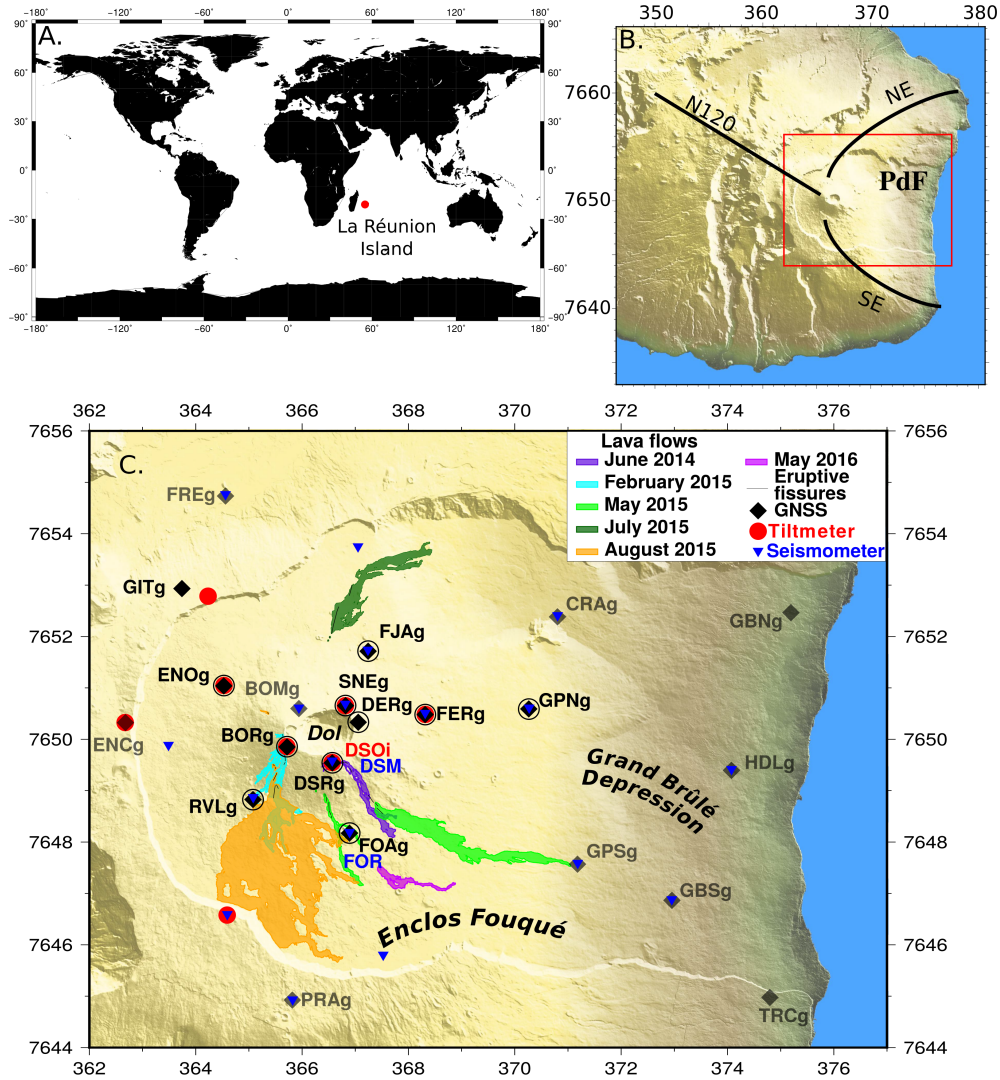 A.
−180° −120° −60° 0° 60° 120° 180°
90° 90°
60° 60°
30° 30°
0° 0°
−30° −30°
−60° −60°
−90° −90°
−180° −120° −60° 0° 60° 120° 180°
La Réunion
Island
350 360 370 380
B.
7660
7650
7640
N120
NE
PdF
SE
362 364 366 368 370 372 374 376
7656 7656
7654 7654
7652 7652
7650 7650
7648 7648
7646 7646
7644 7644
362 364 366 368 370 372 374 376
C.
Lava flows
June 2014
February 2015
May 2015
July 2015
August 2015
May 2016
Eruptive
fissures
GNSS
Tiltmeter
Seismometer
FREg
GITg
CRAg
GBNg
FJAg
ENOg
BOMg
SNEg
DERg
FERg
GPNg
ENCg
BORg
Dol
DSOi
DSM
DSRg
HDLg
Grand Brûlé
Depression
RVLg
FOAg
FOR
GPSg
GBSg
Enclos Fouqué
PRAg
TRCg